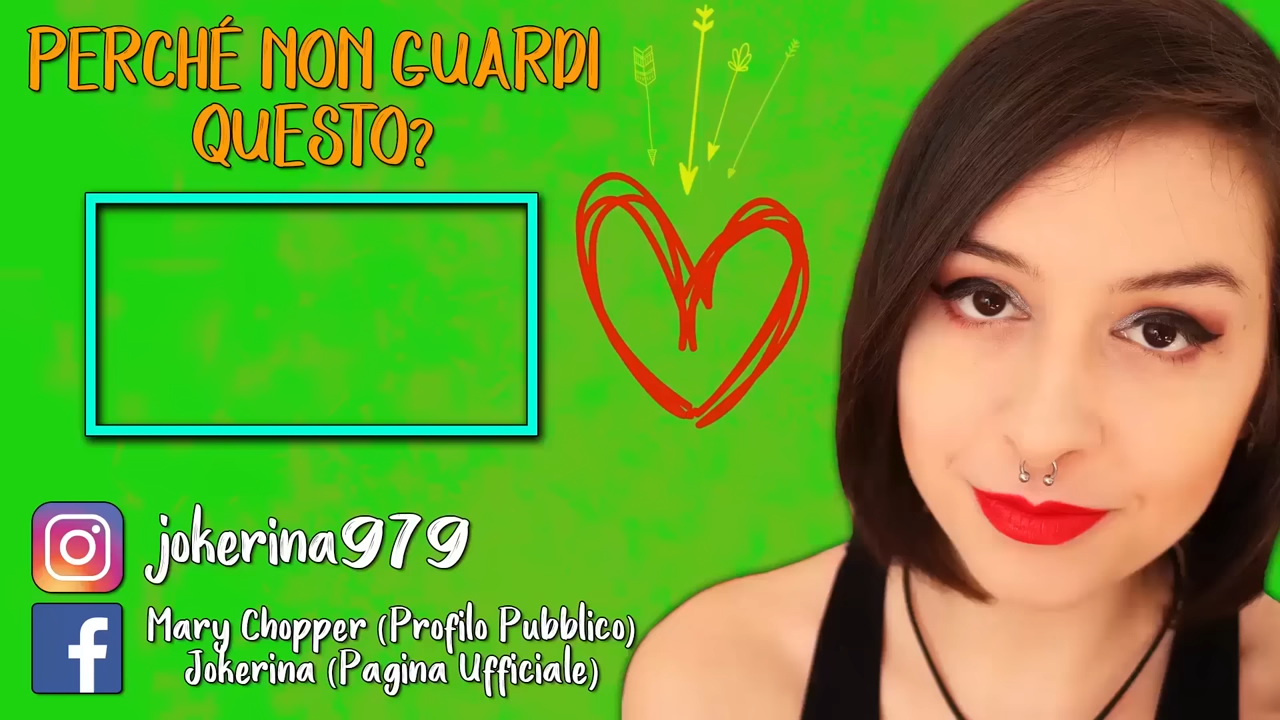 PERCHÉ NON GUARDI
QUESTO?
jokerina979
Mary Chopper (Profilo Pubblico)
Jokerina (Pagina Ufficiale)